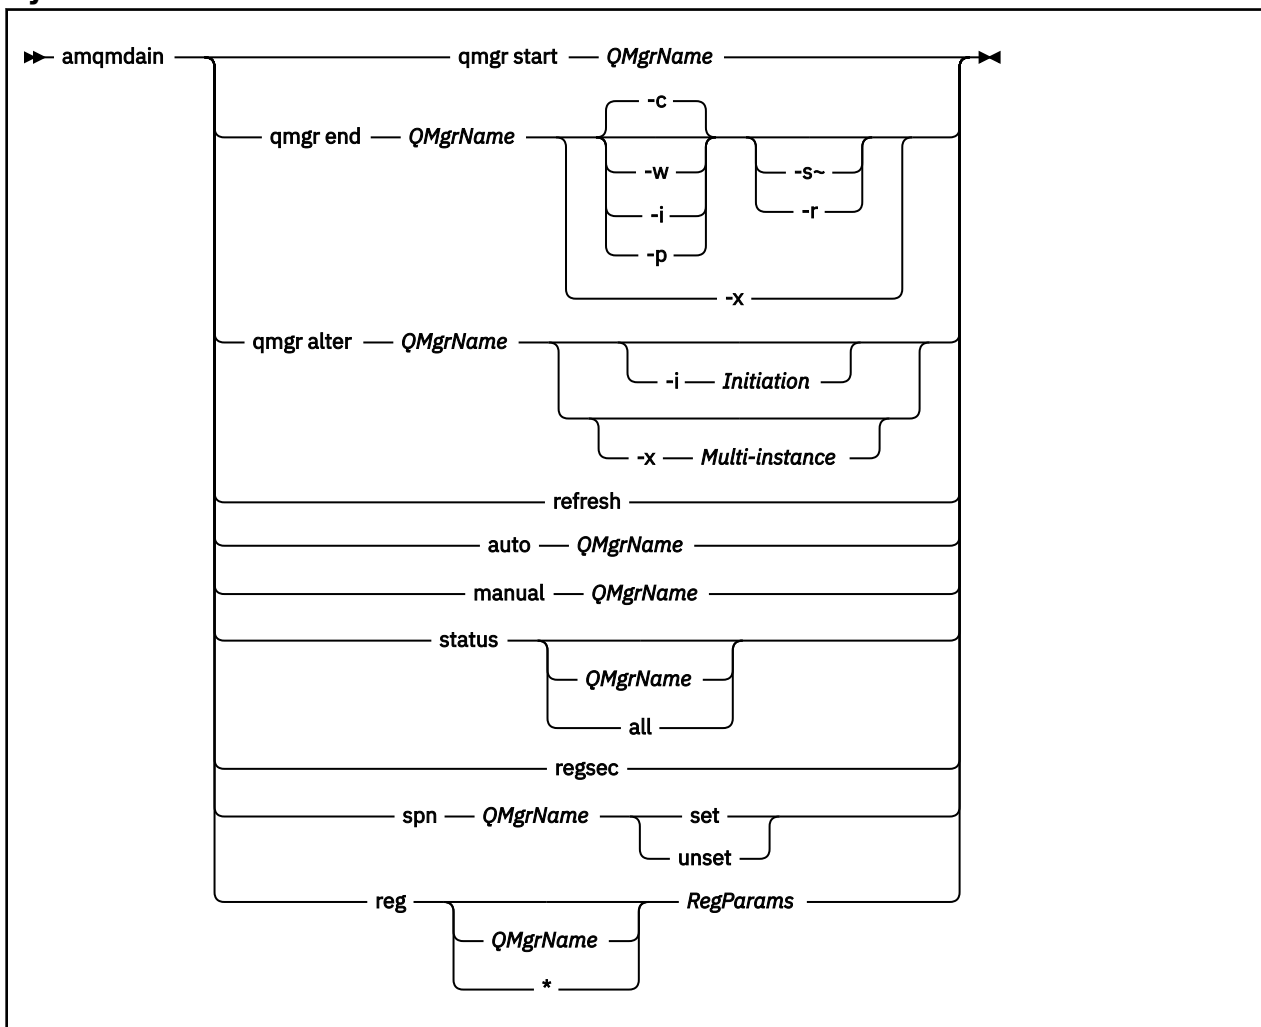 amqmdain qmgr start QMgrName
-c
qmgr end QMgrName
-w -s~
-i -r
-p
-x
qmgr alter QMgrName
-i Initiation
-x Multi-instance
refresh
auto QMgrName
manual QMgrName
status
QMgrName
all
regsec
spn QMgrName set
unset
reg RegParams
QMgrName
*